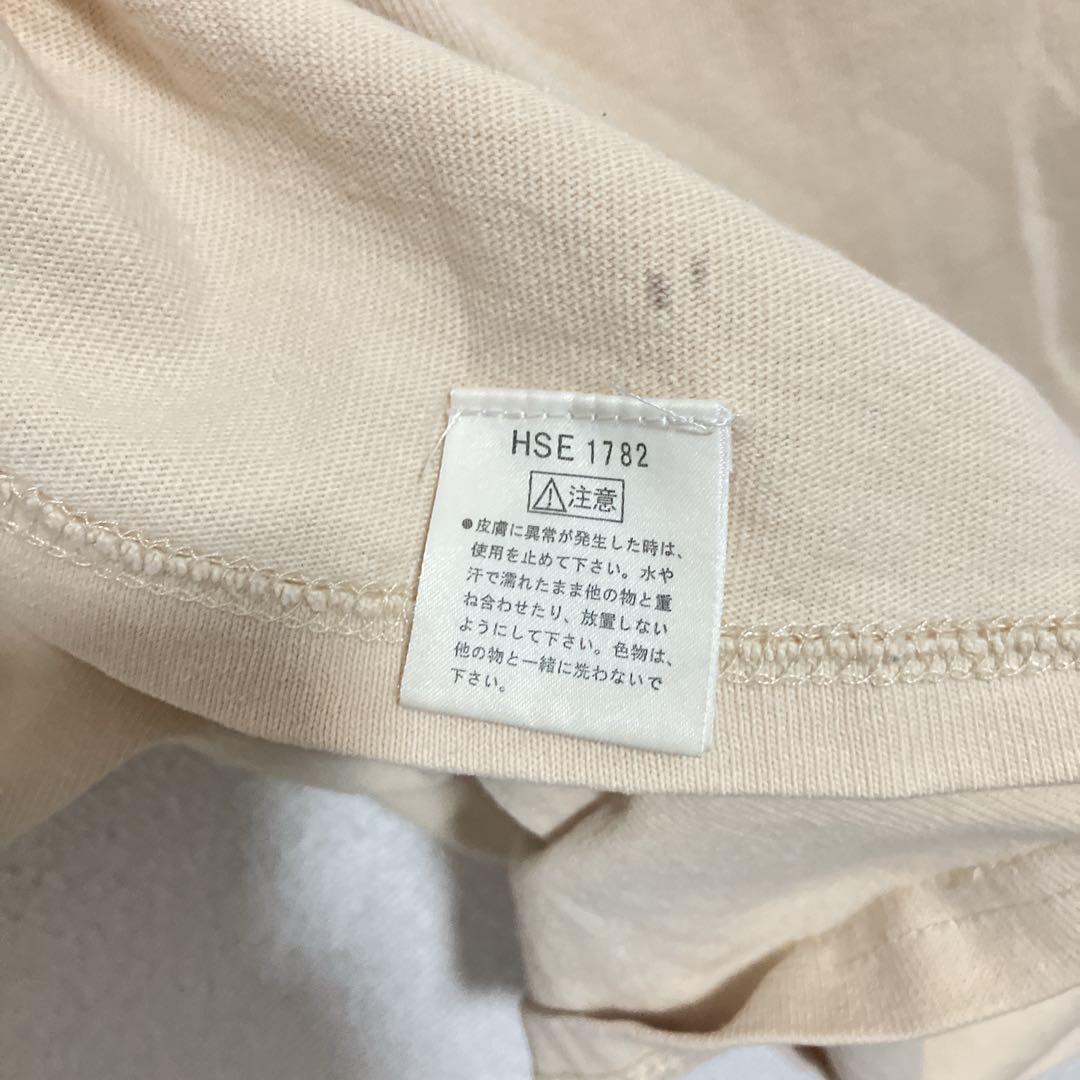 HSE 1782
⚠注意
●皮膚に異常が発生した時は、
使用を止めて下さい。水や
汗で濡れたまま他の物と重
ね合わせたり、放置しない
ようにして下さい。色物は、
他の物と一緒に洗わないで
下さい。